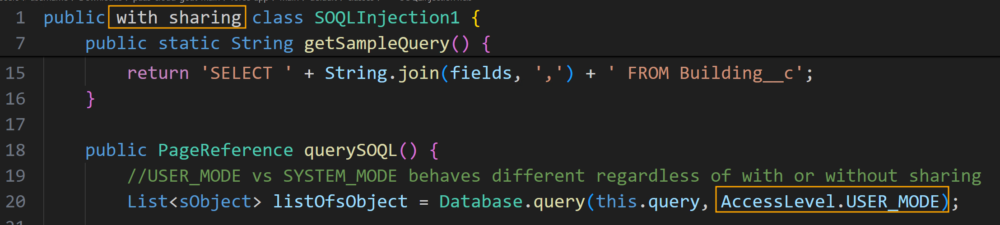 1 public with sharing class SOQLInjection1 {
7 public static String getSampleQuery() {
15 return 'SELECT ' + String.join(fields, ',') + ' FROM Building__c';
16 }
17
18 public PageReference querySOQL() {
19 //USER_MODE vs SYSTEM_MODE behaves different regardless of with or without sharing
20 List<sObject> listOfsObject = Database.query(this.query, AccessLevel.USER_MODE);